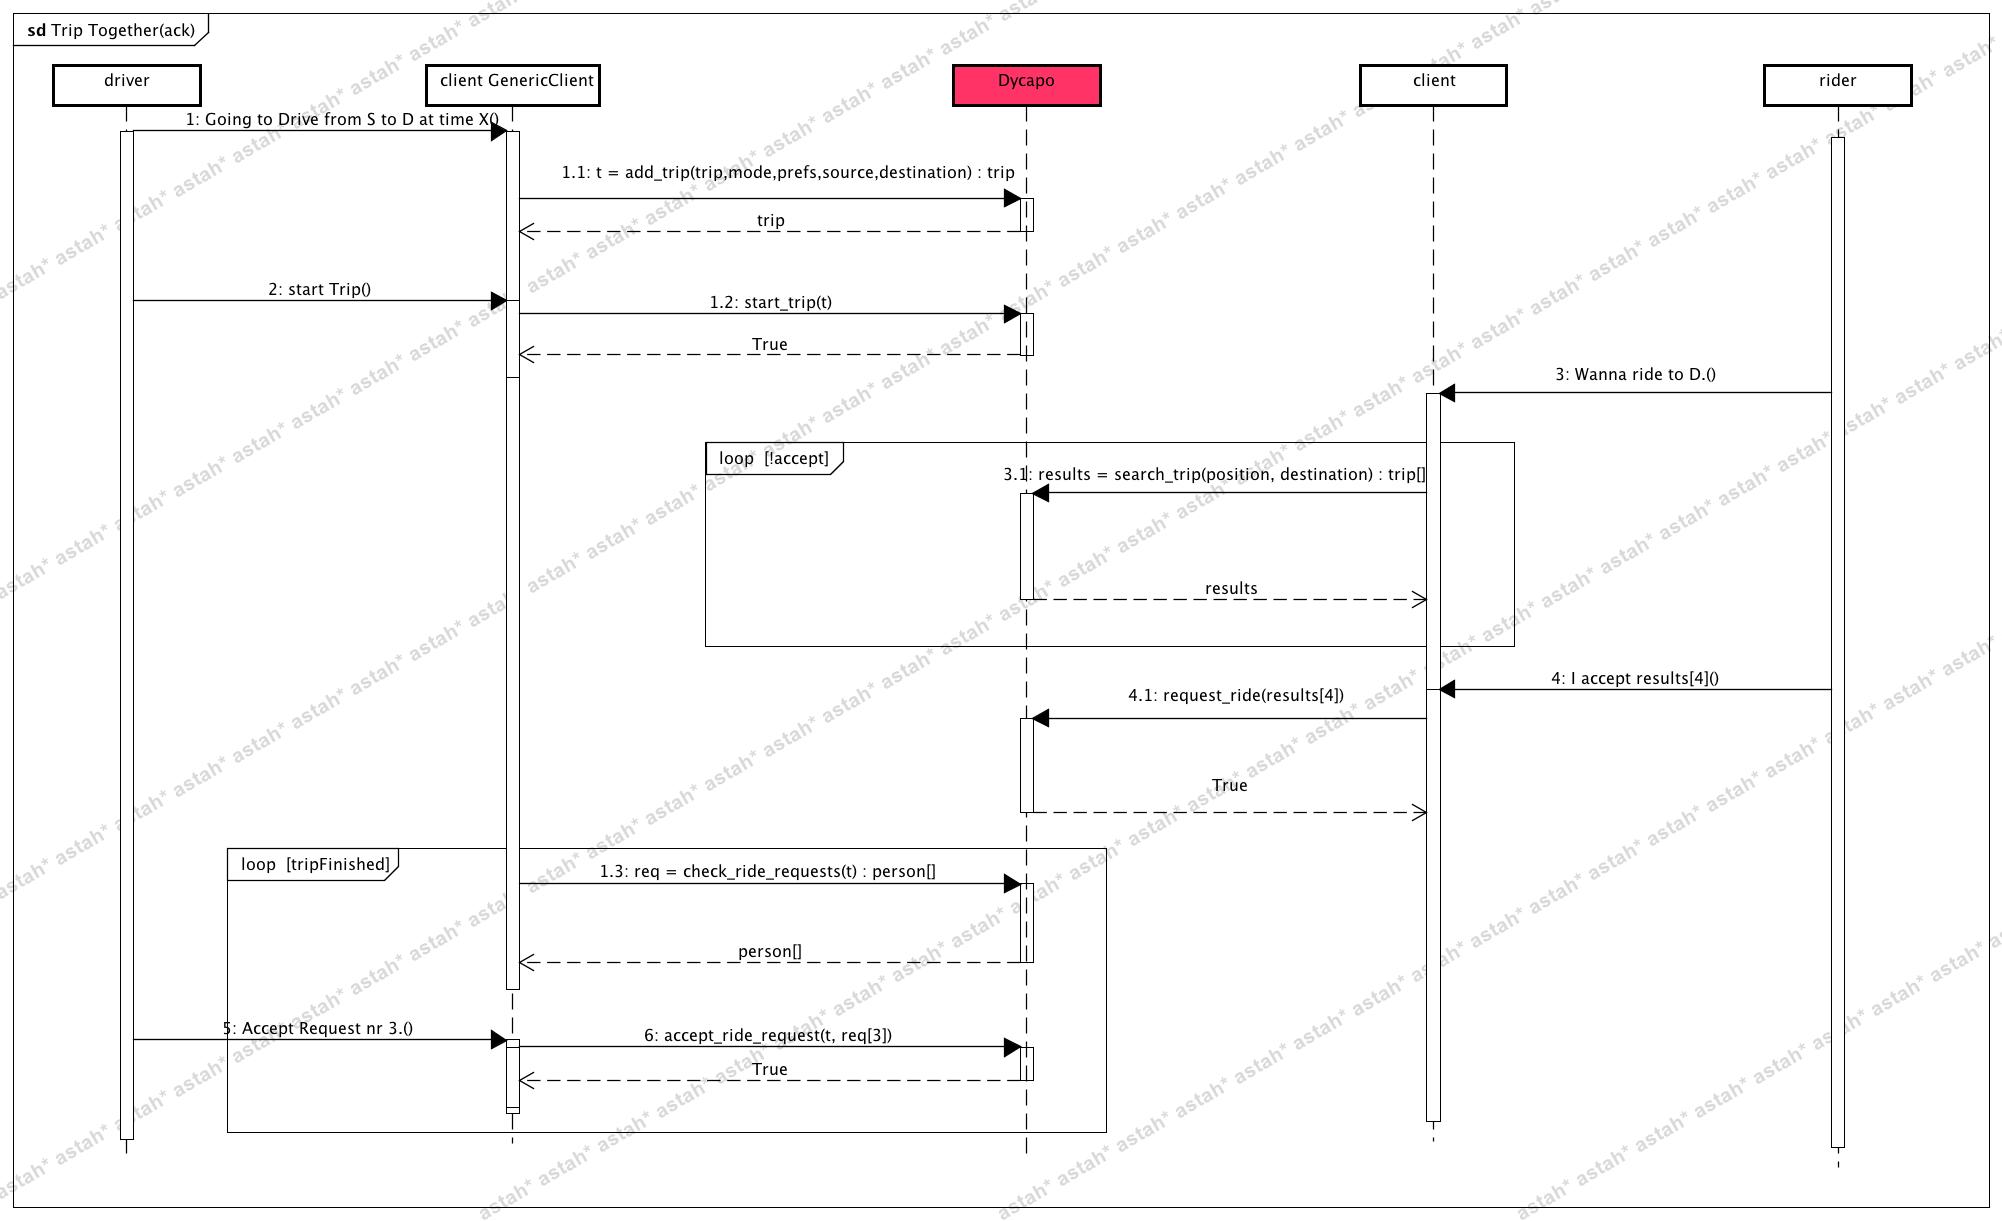 sd Trip Together(ack)
driver
client GenericClient
Dycapo
client
rider
1: Going to Drive from S to D at time X()
1.1: t = add_trip(trip,mode,prefs,source,destination) : trip
trip
2: start Trip()
1.2: start_trip(t)
True
3: Wanna ride to D.()
loop [!accept]
3.1: results = search_trip(position, destination) : trip[]
results
4: I accept results[4]()
4.1: request_ride(results[4])
True
loop [tripFinished]
1.3: req = check_ride_requests(t) : person[]
person[]
5: Accept Request nr 3.()
6: accept_ride_request(t, req[3])
True
astah*